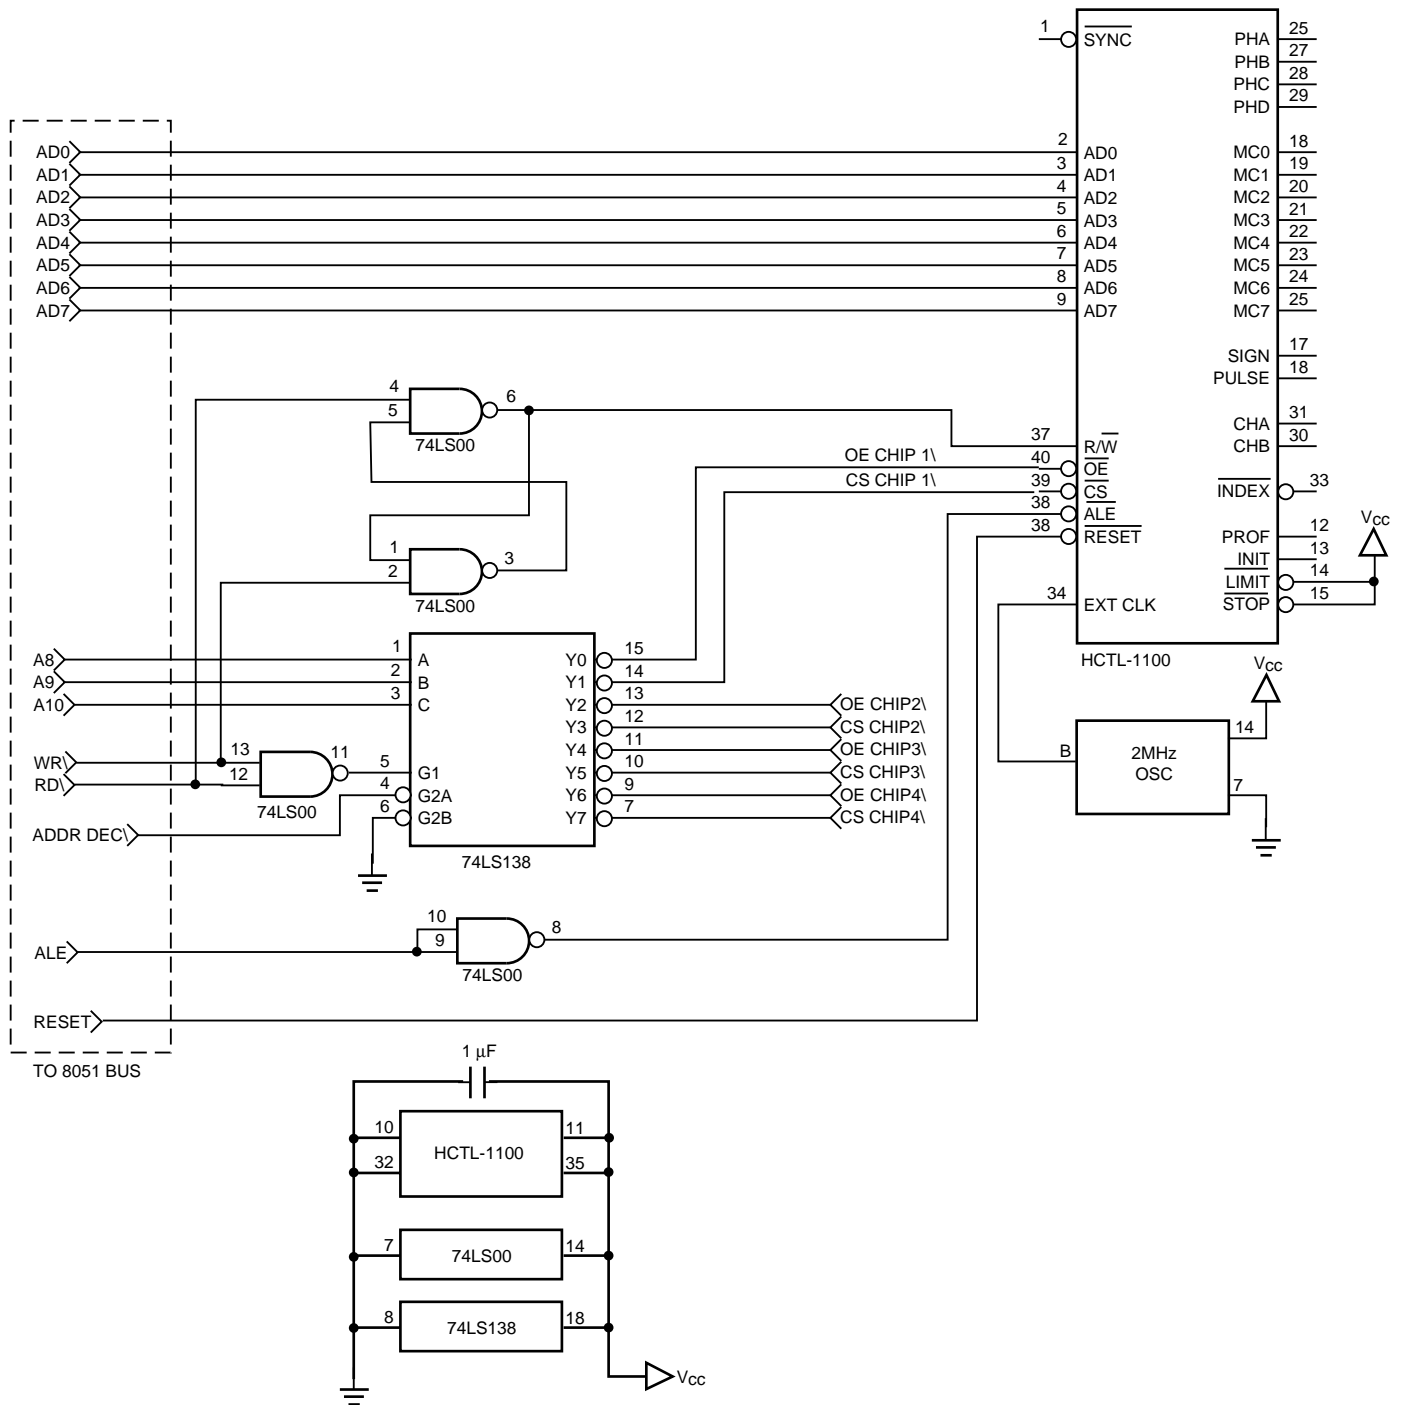 1
SYNC
PHA 25
PHB 27
PHC 28
PHD 29
AD0 2 AD0 MC0 18
AD1 3 AD1 MC1 19
AD2 4 AD2 MC2 20
AD3 5 AD3 MC3 21
AD4 6 AD4 MC4 22
AD5 7 AD5 MC5 23
AD6 8 AD6 MC6 24
AD7 9 AD7 MC7 25
SIGN 17
PULSE 18
4
5
6
74LS00
CHA 31
CHB 30
37 R/W
OE CHIP 1\ 40 OE
CS CHIP 1\ 39 CS
38 ALE
38 RESET
INDEX 33
PROF 12
INIT 13
LIMIT 14
STOP 15
VCC
1
2
3
74LS00
34 EXT CLK
HCTL-1100
A8 1 A Y0 15
A9 2 B Y1 14
A10 3 C Y2 13 OE CHIP2\
Y3 12 CS CHIP2\
WR\ 13 11 Y4 11 OE CHIP3\
RD\ 12 5 G1 Y5 10 CS CHIP3\
74LS00
4 G2A Y6 9 OE CHIP4\
6 G2B Y7 7 CS CHIP4\
ADDR DEC\
74LS138
VCC
B 2MHz
OSC
14
7
ALE 10
9
8
74LS00
RESET
TO 8051 BUS
1 µF
10 HCTL-1100 11
32 35
7 74LS00 14
8 74LS138 18
VCC